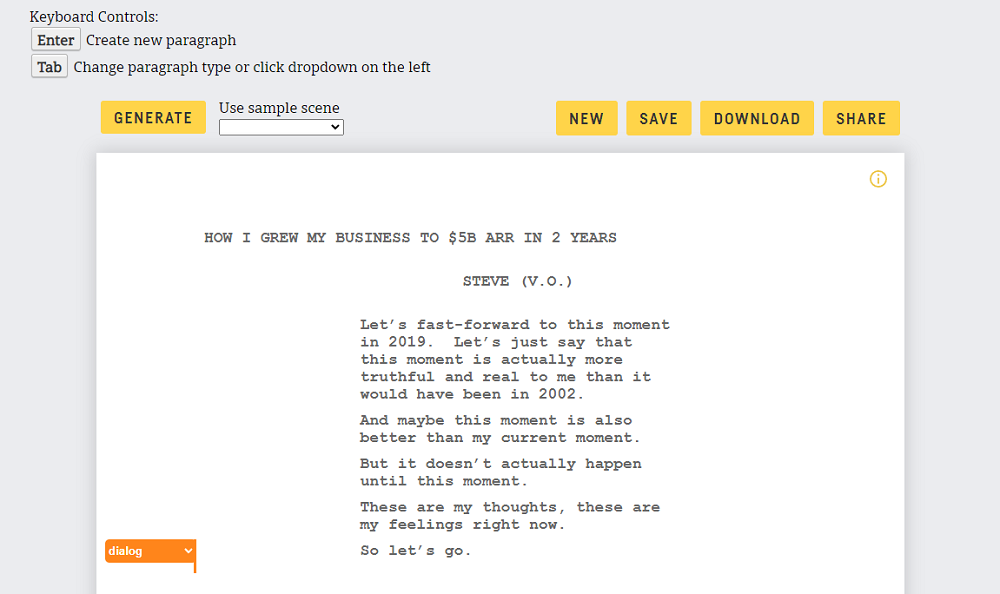 Keyboard Controls:
Enter Create new paragraph
Tab Change paragraph type or click dropdown on the left
GENERATE
Use sample scene
NEW
SAVE
DOWNLOAD
SHARE
HOW I GREW MY BUSINESS TO $5B ARR IN 2 YEARS
STEVE (V.O.)
Let’s fast-forward to this moment
in 2019.  Let’s just say that
this moment is actually more
truthful and real to me than it
would have been in 2002.
And maybe this moment is also
better than my current moment.
But it doesn’t actually happen
until this moment.
These are my thoughts, these are
my feelings right now.
So let’s go.
dialog